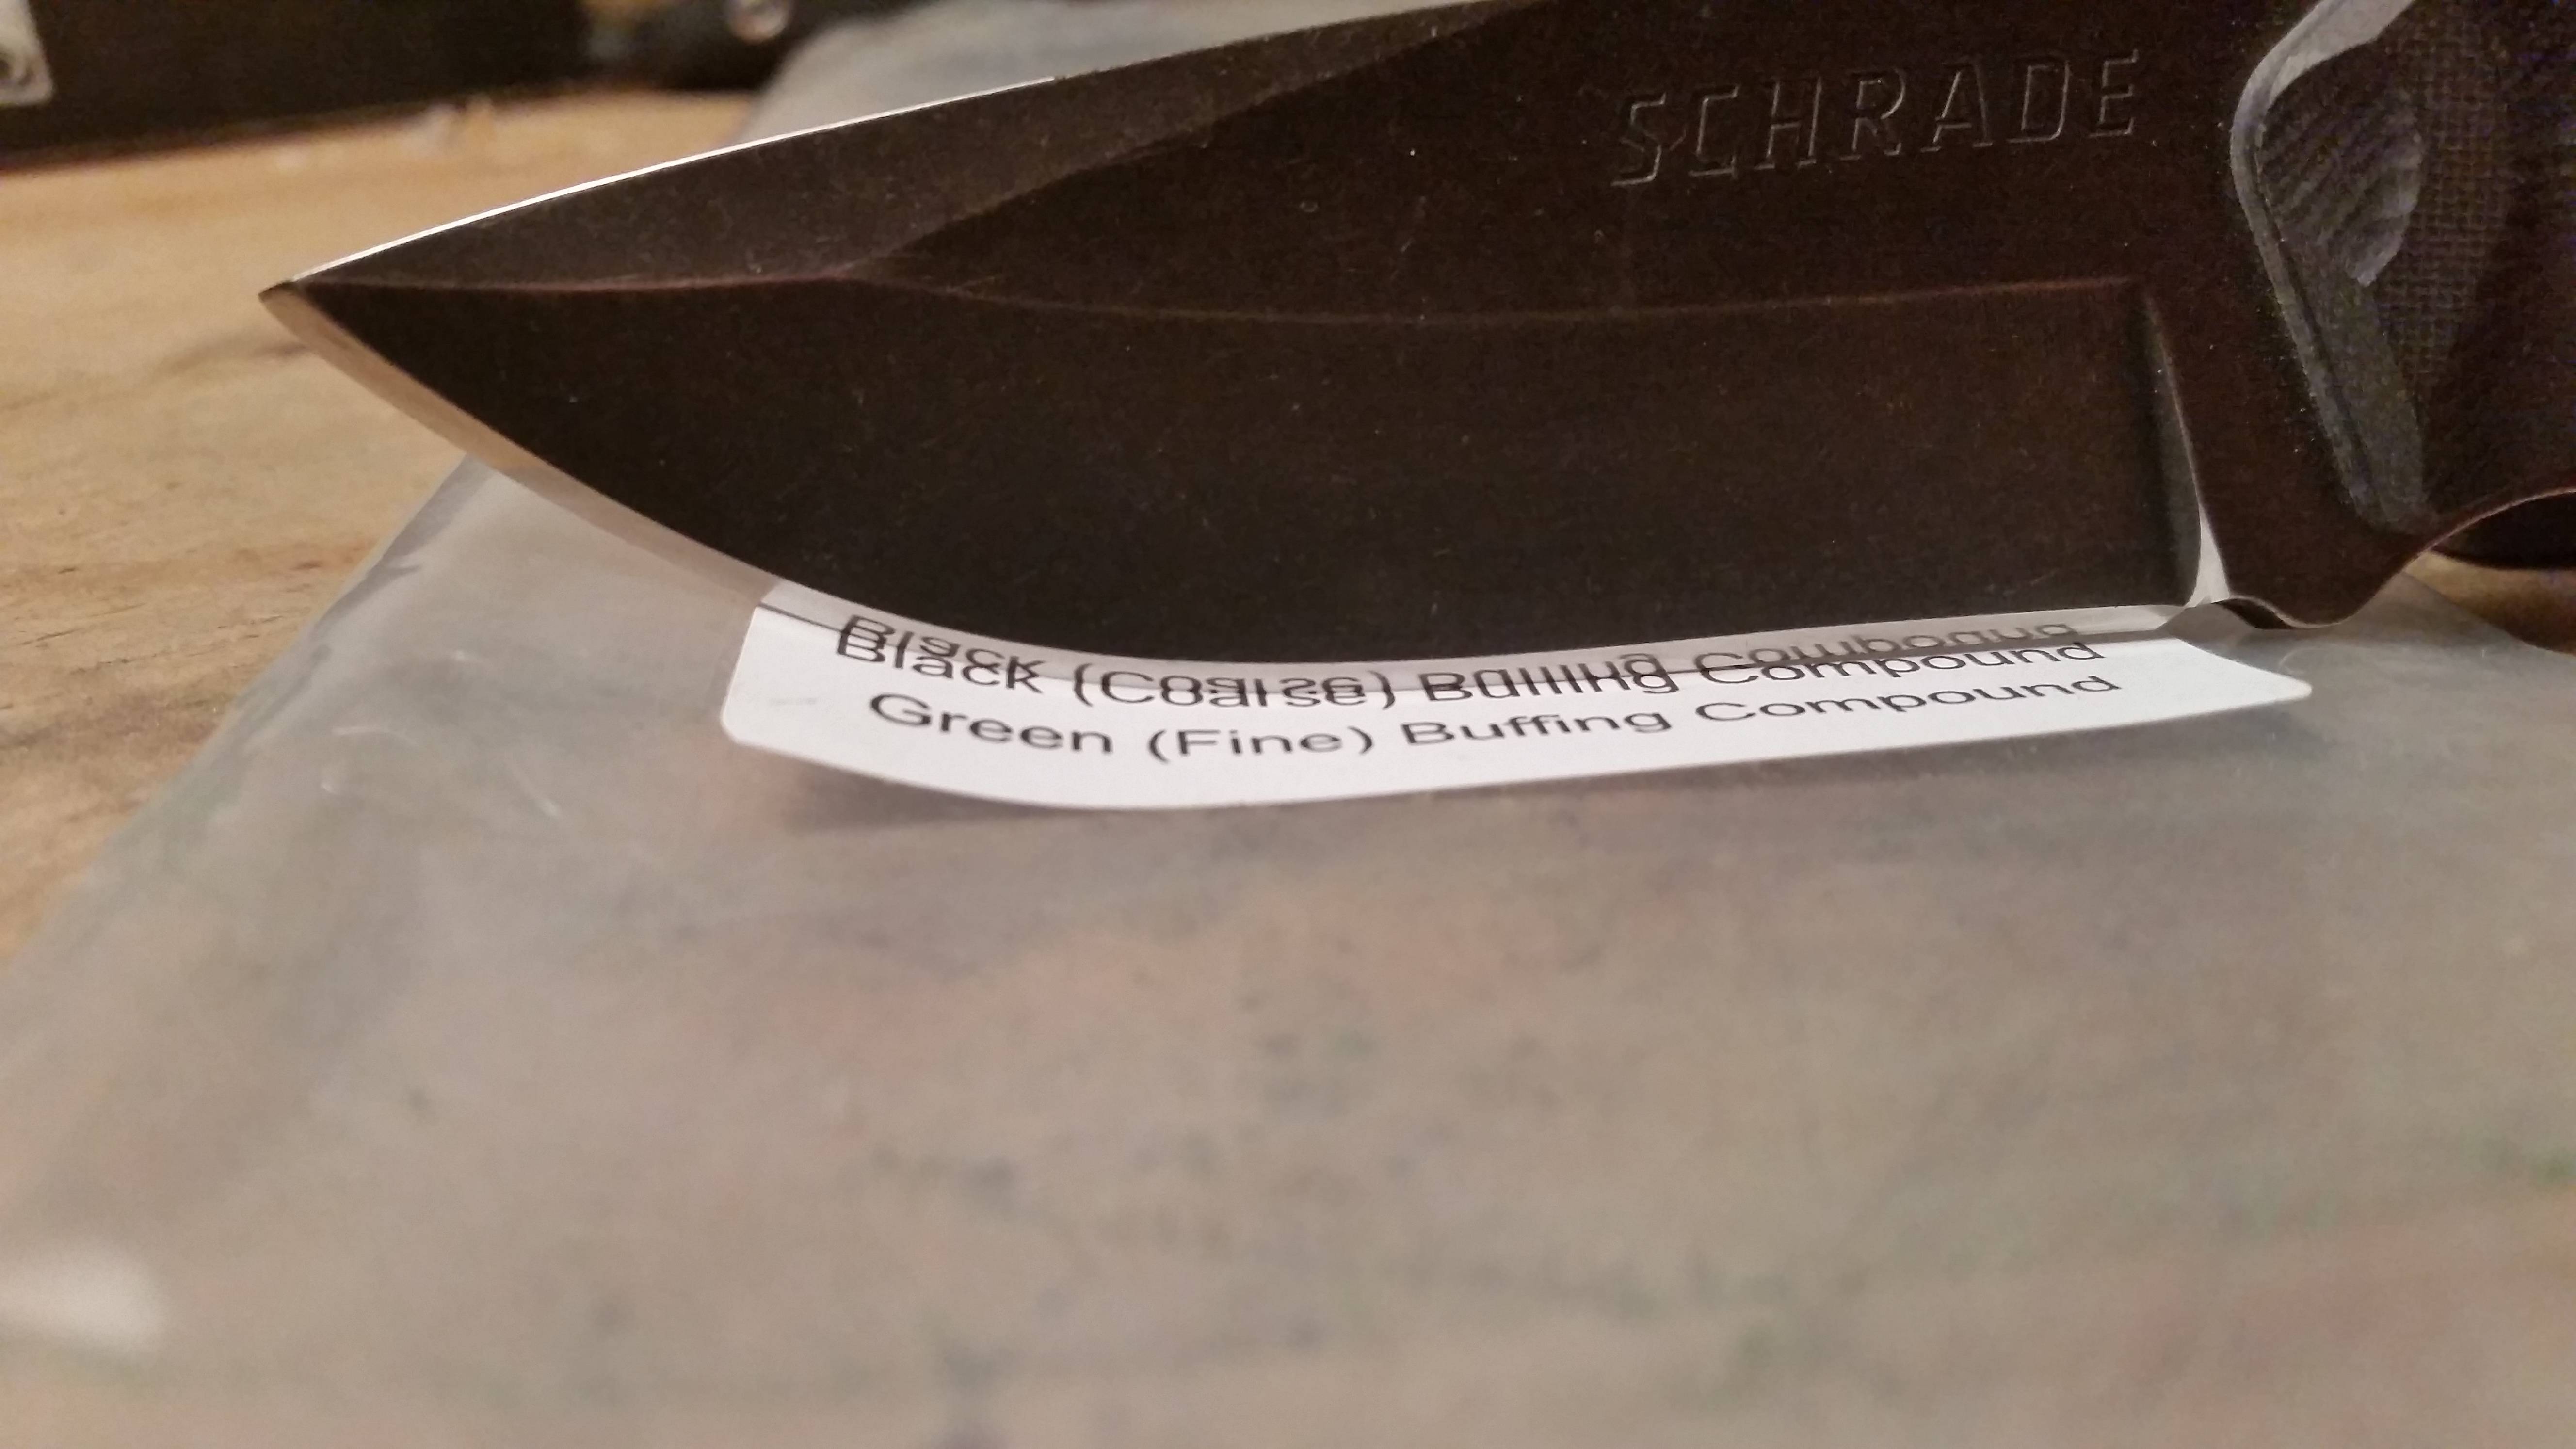 SCHRADE
Black (Coarse) Buffing Compound
Green (Fine) Buffing Compound